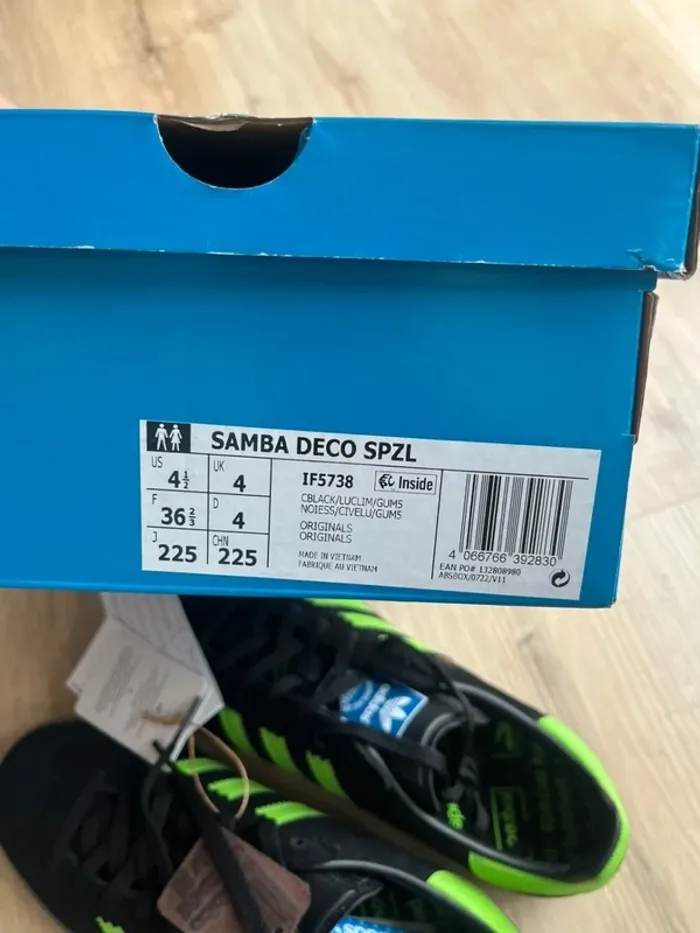 SAMBA DECO SPZL
US 4½
UK 4
F 36⅔
D 4
J 225
CHN 225
IF5738
Inside
CBLACK/LUCLIM/GUM5
NOIESS/CIVELU/GUM5
ORIGINALS
ORIGINALS
MADE IN VIETNAM
FABRIQUE AU VIETNAM
4 066766 392830
EAN PO# 132808980
ABSBOX/0722/V11
adidas